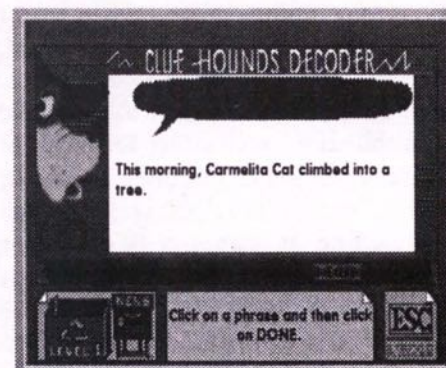 CLUE HOUNDS DECODER
This morning, Carmelita Cat climbed into a
tree.
NEWS
LEVEL 1
Click on a phrase and then click
on DONE.
ESC